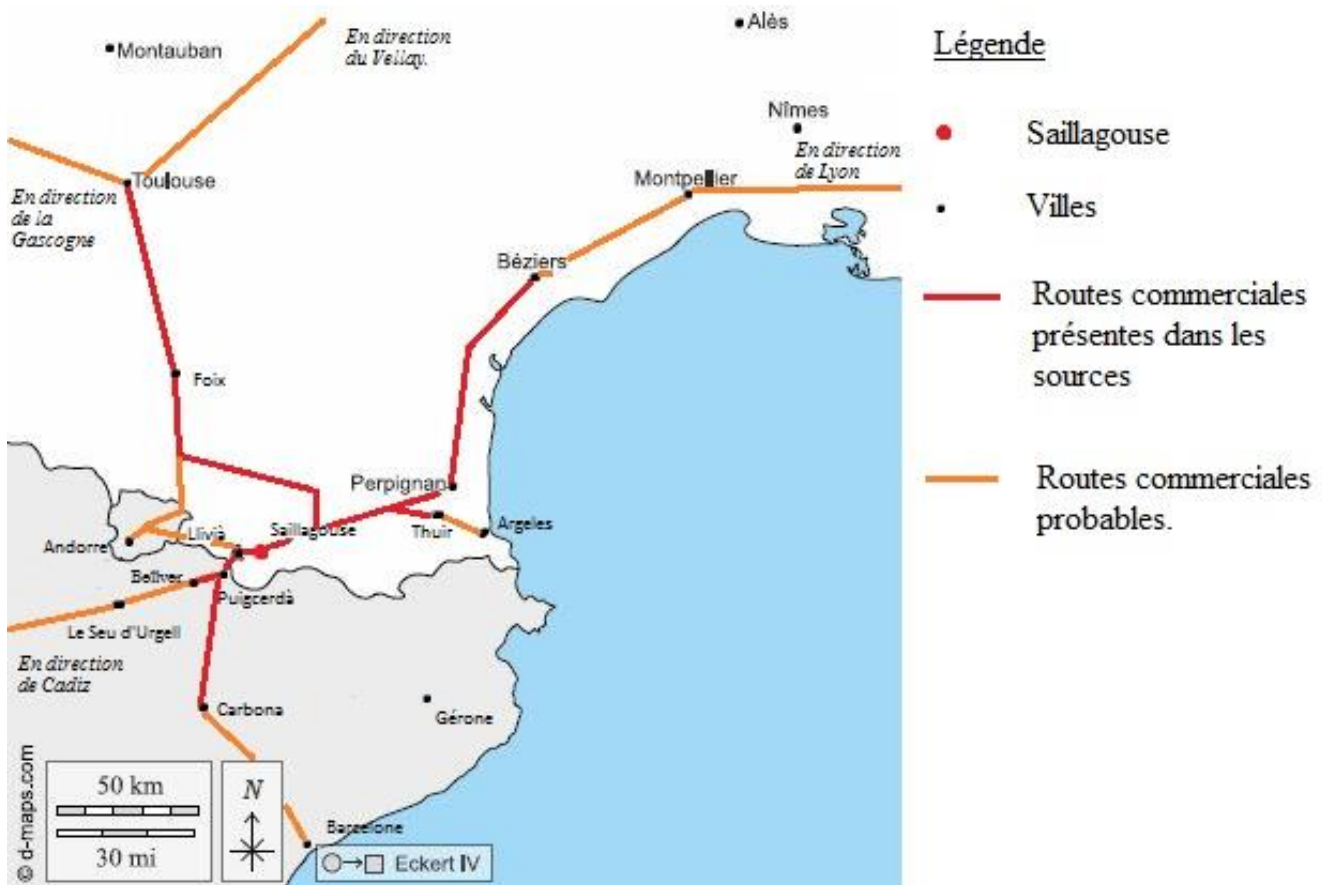 Alès
Montauban
En direction
du Vellay.
Nîmes
En direction
de Lyon
Toulouse
Montpellier
En direction
de la
Gascogne
Béziers
Foix
Perpignan
Saillagouse
Thuir
Argeles
Llivià
Andorre
Bellver
Puigcerdà
Le Seu d'Urgell
En direction
de Cadiz
Carbona
Gérone
50 km
30 mi
N
Barcelone
Eckert IV
© d-maps.com
Légende
Saillagouse
Villes
Routes commerciales
présentes dans les
sources
Routes commerciales
probables.